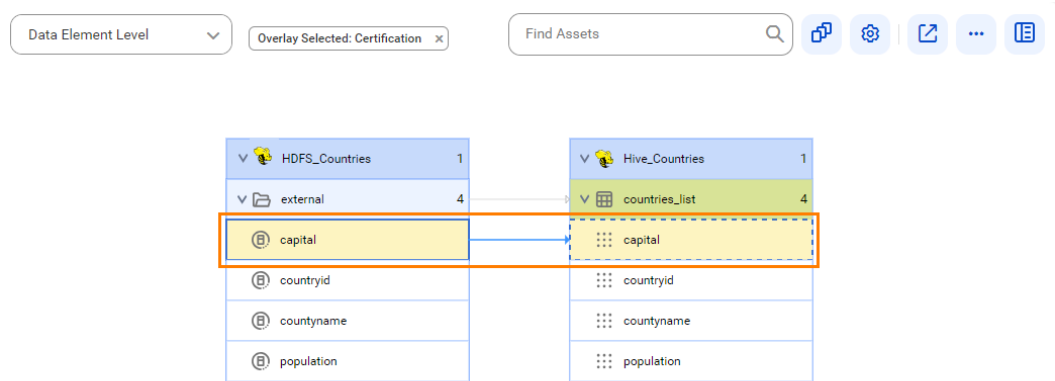 Data Element Level
Overlay Selected: Certification ×
Find Assets
HDFS_Countries 1
Hive_Countries 1
external 4
countries_list 4
capital
capital
countryid
countryid
countyname
countyname
population
population